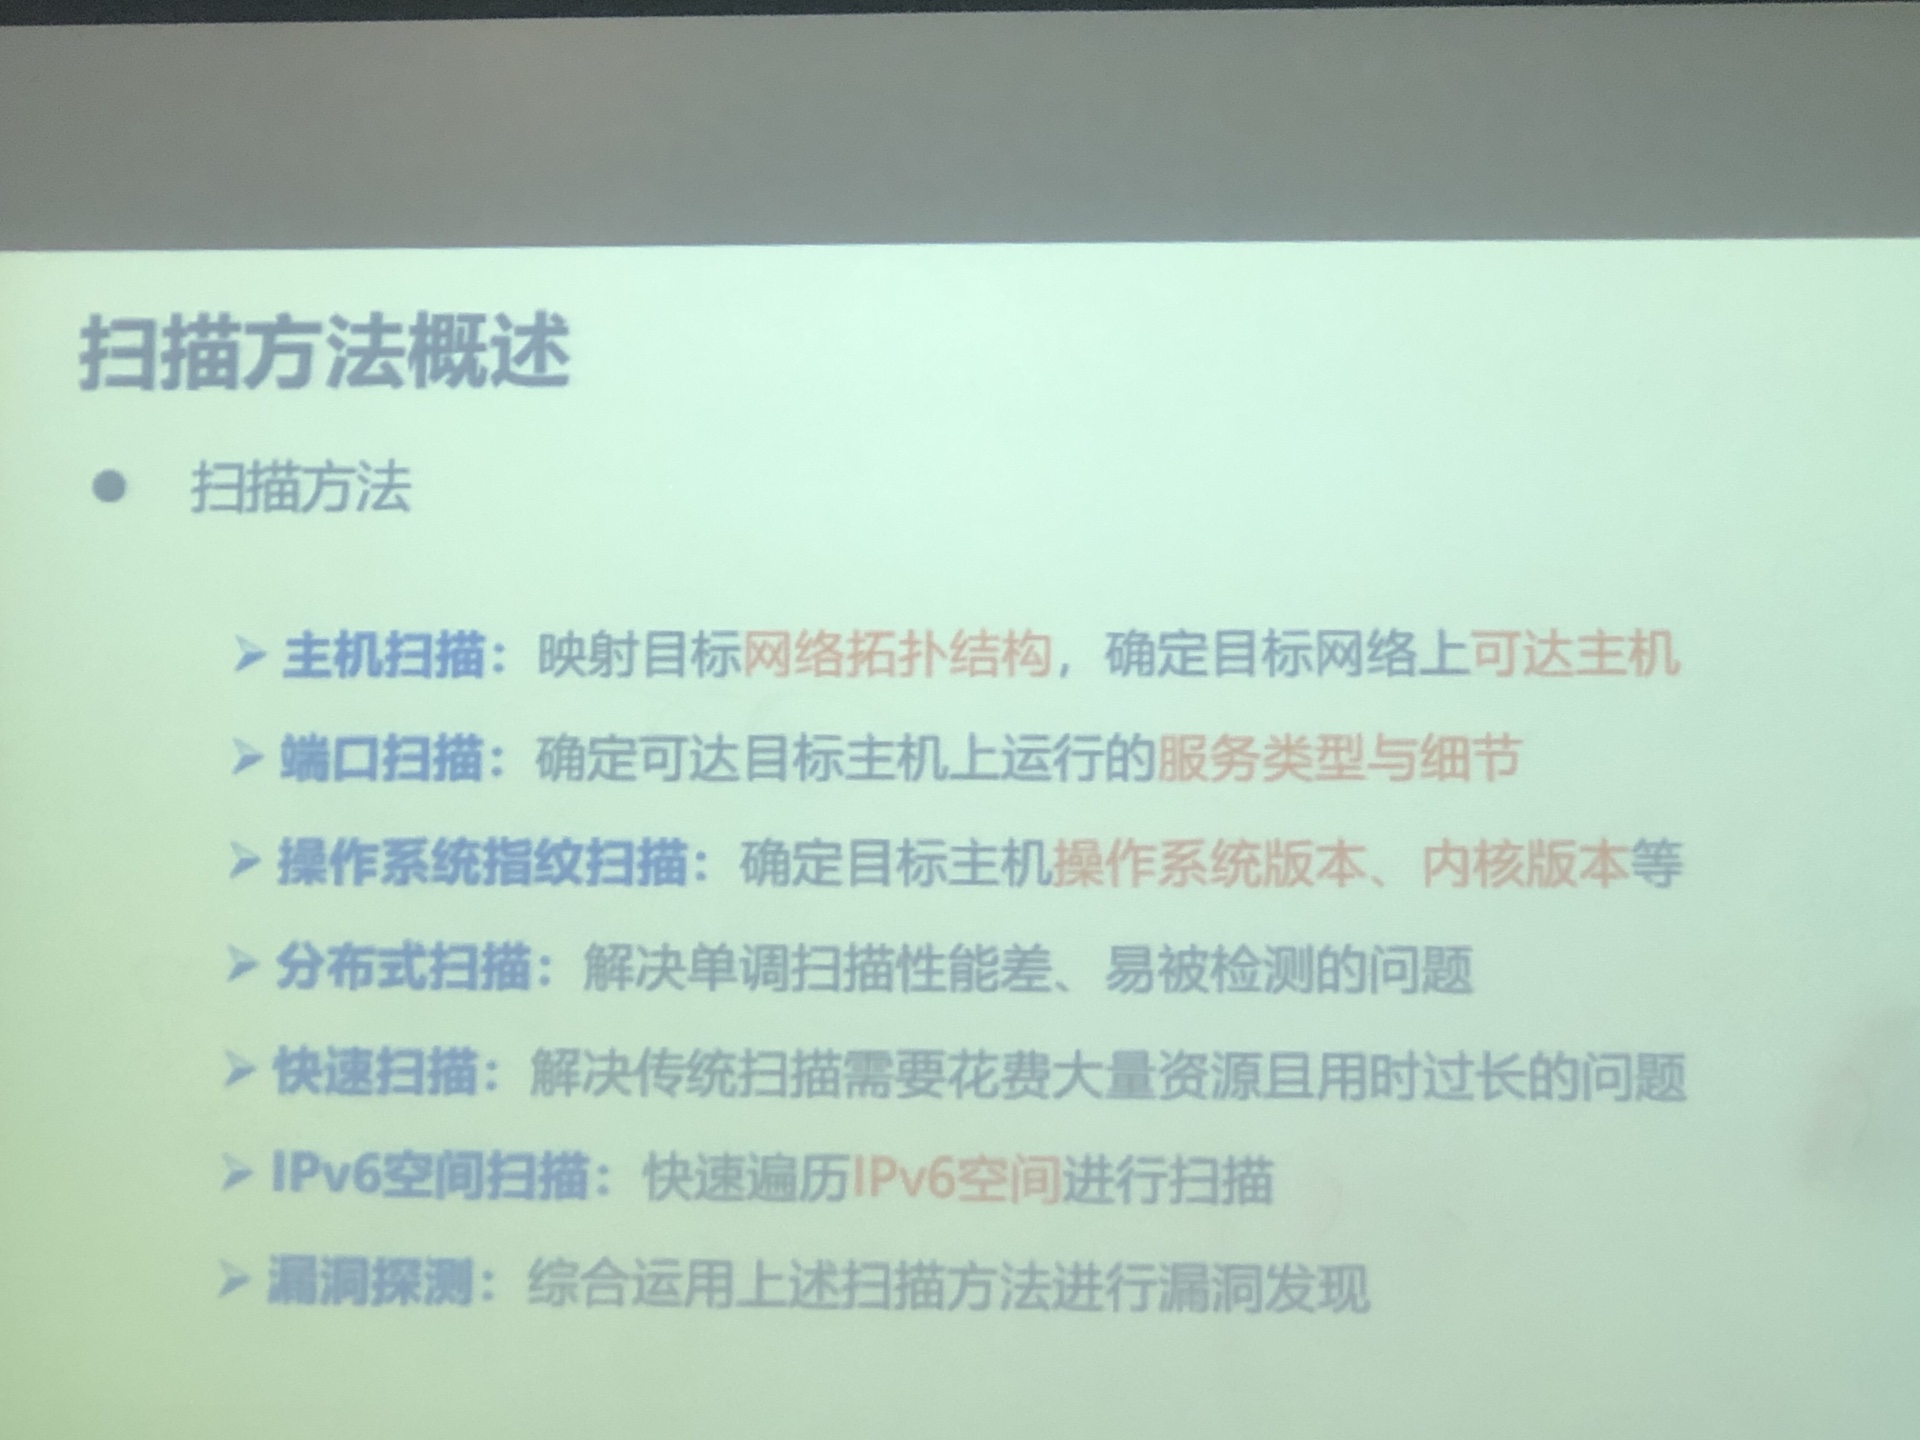 扫描方法概述
● 扫描方法
➢ 主机扫描：映射目标网络拓扑结构，确定目标网络上可达主机
➢ 端口扫描：确定可达目标主机上运行的服务类型与细节
➢ 操作系统指纹扫描：确定目标主机操作系统版本、内核版本等
➢ 分布式扫描：解决单调扫描性能差、易被检测的问题
➢ 快速扫描：解决传统扫描需要花费大量资源且用时过长的问题
➢ IPv6空间扫描：快速遍历IPv6空间进行扫描
➢ 漏洞探测：综合运用上述扫描方法进行漏洞发现